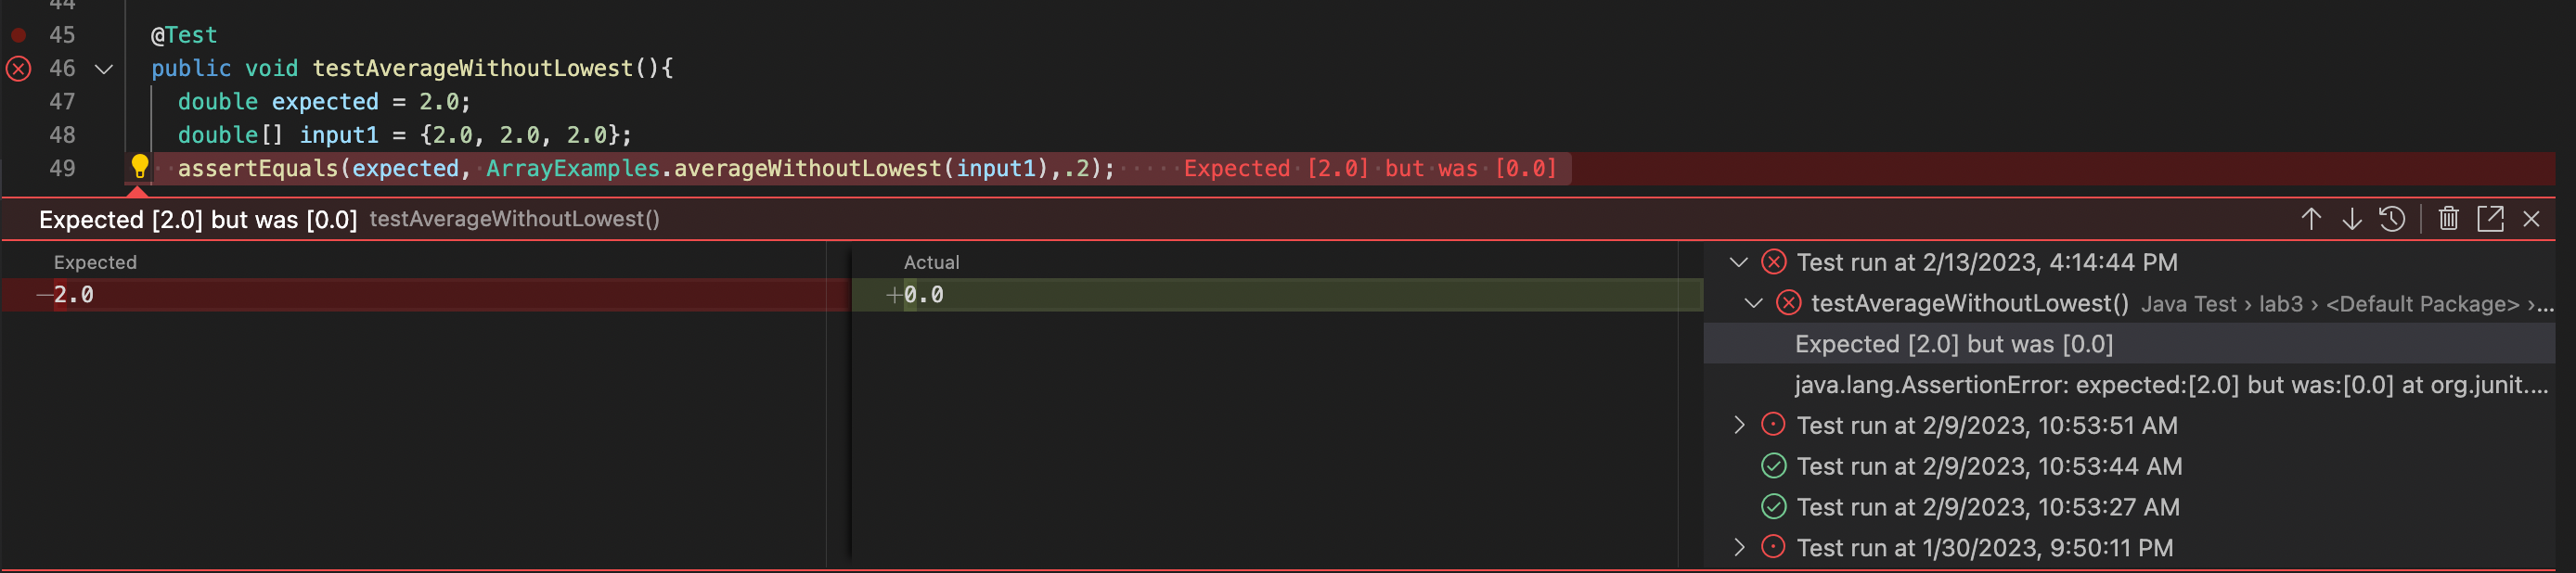 44
45 @Test
46 public void testAverageWithoutLowest(){
47 double expected = 2.0;
48 double[] input1 = {2.0, 2.0, 2.0};
49 assertEquals(expected, ArrayExamples.averageWithoutLowest(input1),.2); Expected [2.0] but was [0.0]
Expected [2.0] but was [0.0] testAverageWithoutLowest()
Expected
-2.0
Actual
+0.0
Test run at 2/13/2023, 4:14:44 PM
testAverageWithoutLowest() Java Test › lab3 › <Default Package> ›...
Expected [2.0] but was [0.0]
java.lang.AssertionError: expected:[2.0] but was:[0.0] at org.junit....
Test run at 2/9/2023, 10:53:51 AM
Test run at 2/9/2023, 10:53:44 AM
Test run at 2/9/2023, 10:53:27 AM
Test run at 1/30/2023, 9:50:11 PM